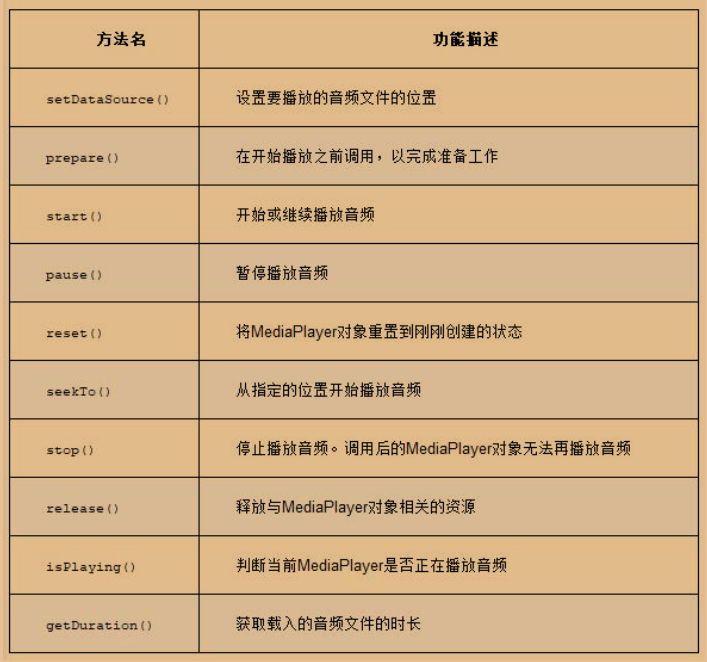 方法名 功能描述
setDataSource() 设置要播放的音频文件的位置
prepare() 在开始播放之前调用，以完成准备工作
start() 开始或继续播放音频
pause() 暂停播放音频
reset() 将MediaPlayer对象重置到刚刚创建的状态
seekTo() 从指定的位置开始播放音频
stop() 停止播放音频。调用后的MediaPlayer对象无法再播放音频
release() 释放与MediaPlayer对象相关的资源
isPlaying() 判断当前MediaPlayer是否正在播放音频
getDuration() 获取载入的音频文件的时长